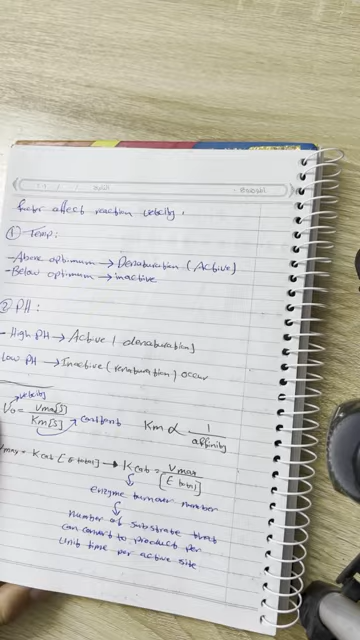 factor affect reaction velocity:
① Temp:
-Above optimum → Denaturation (Active)
-Below optimum → inactive
② PH:
- High PH → Active (denaturation)
Low PH → Inactive (renaturation) occur
velocity
V₀ = Vmax[S] / Km[S] → constant
Km ∝ 1 / affinity
Vmax = Kcat [E total] → Kcat = Vmax / [E total]
enzyme turnover number
number of substrate that
can convert to product per
unit time per active site